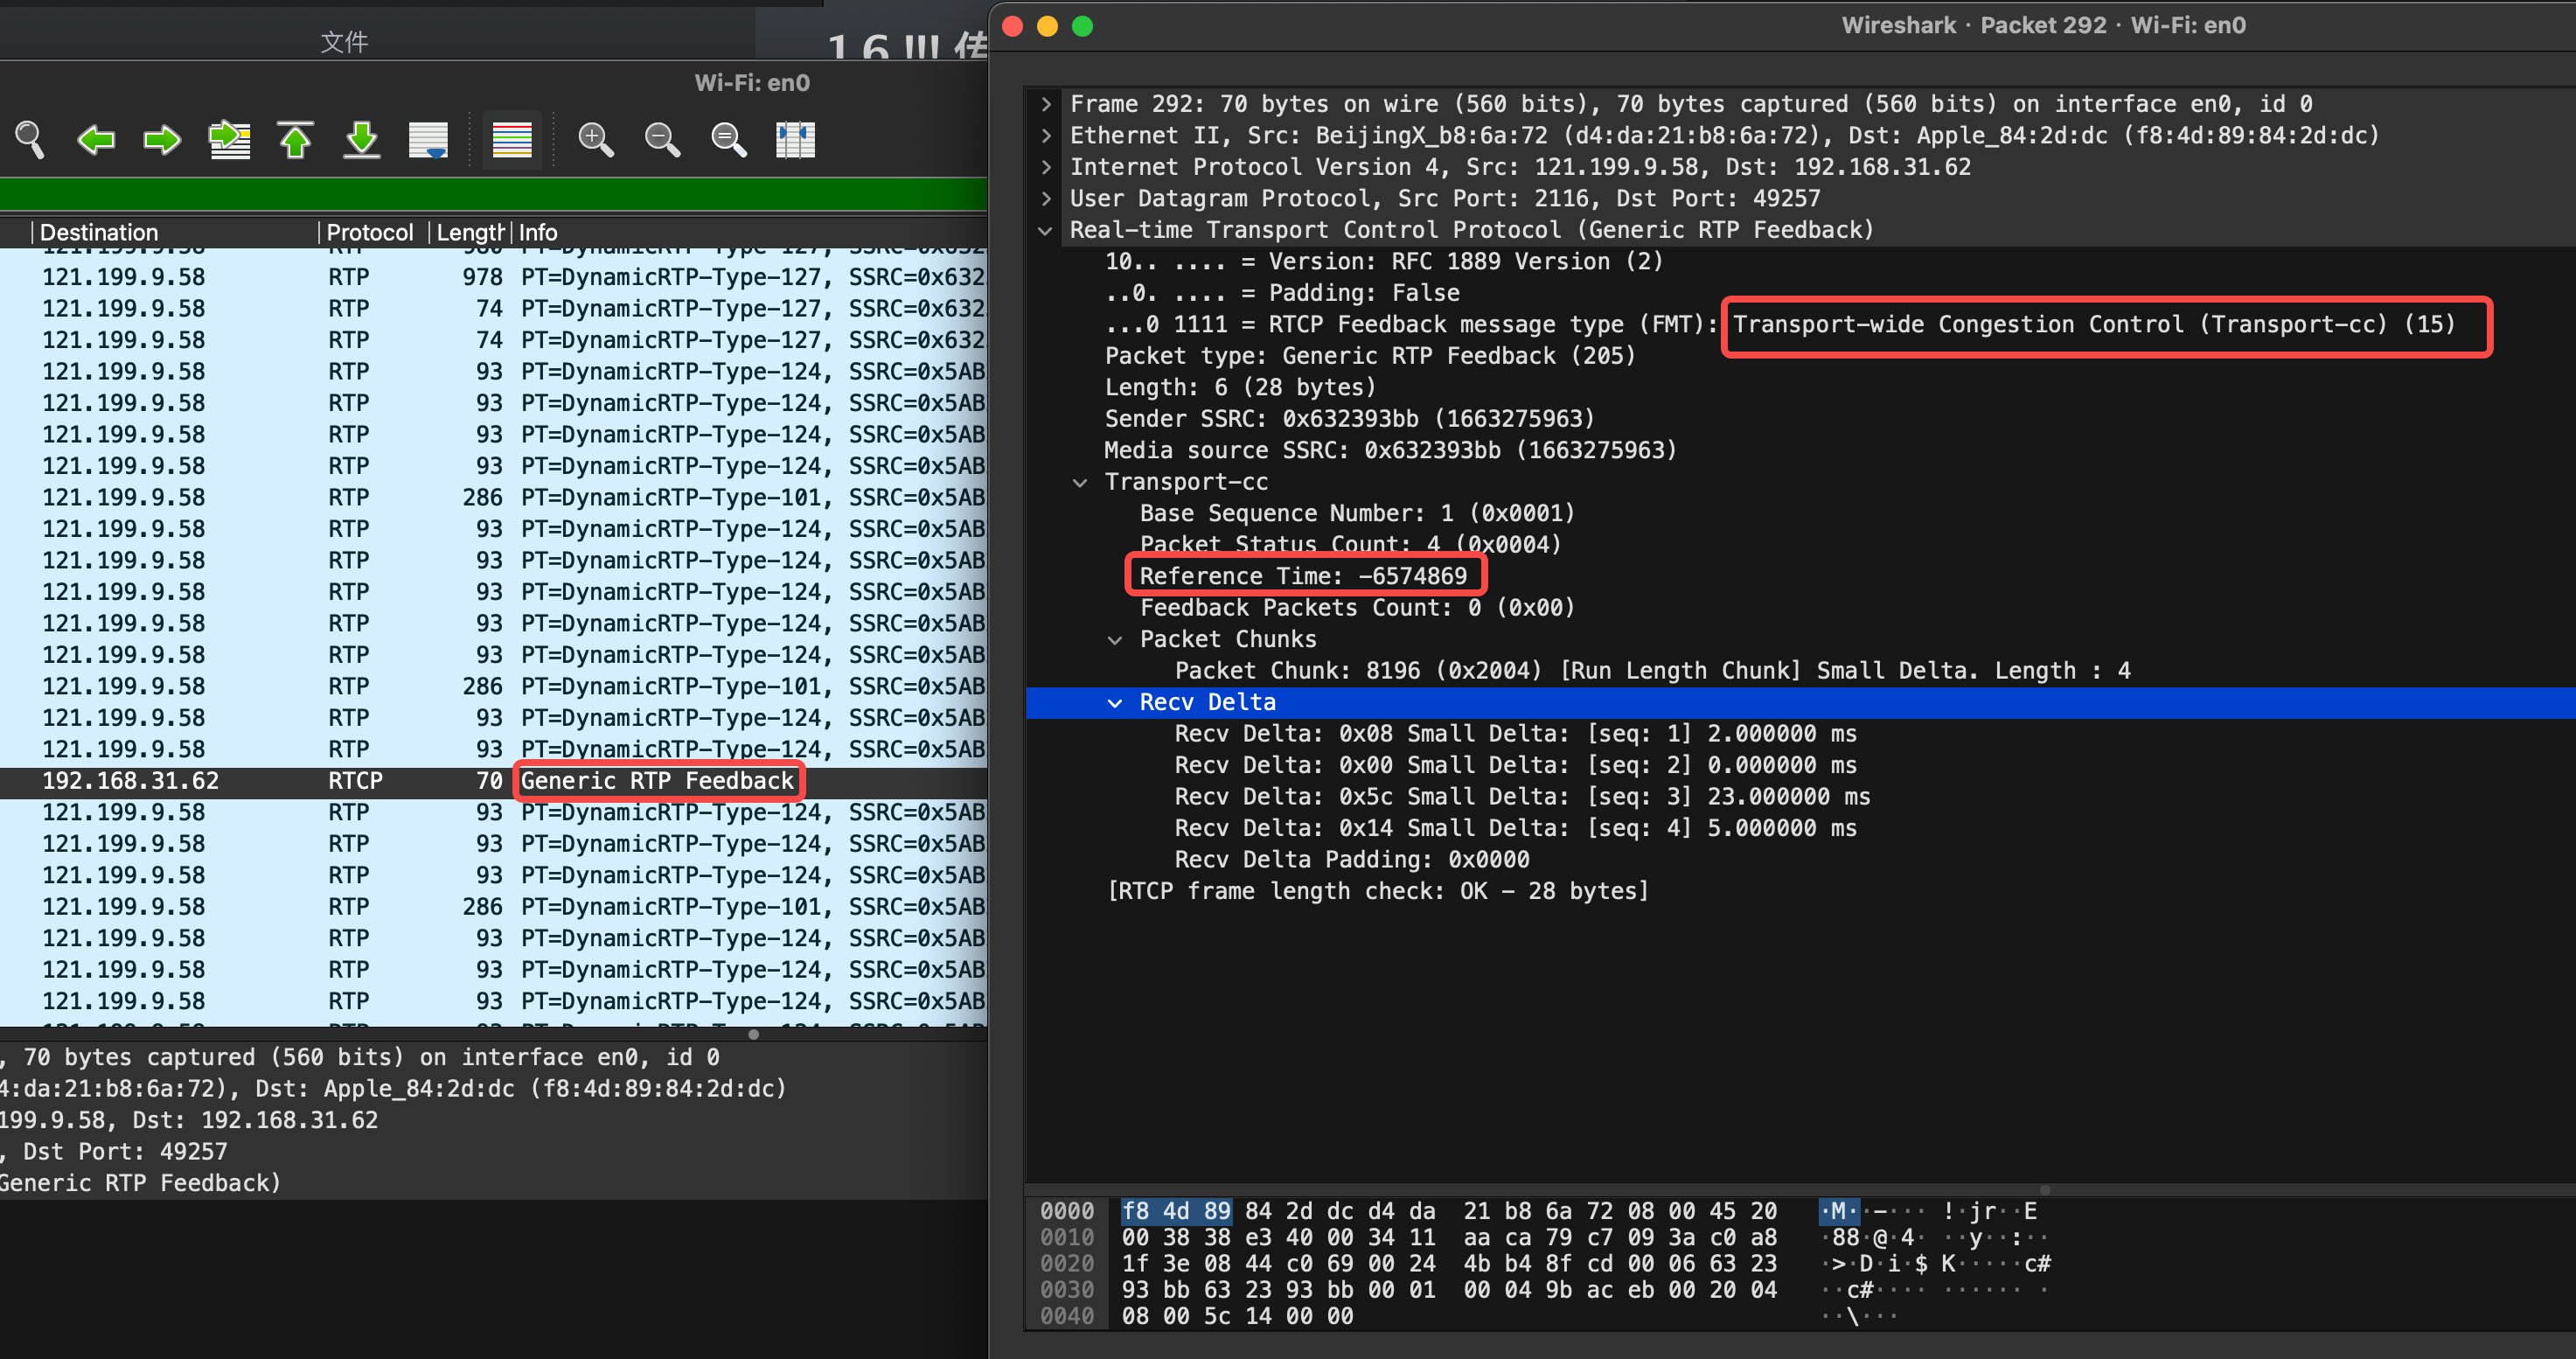 文件
1.6 !!!
Wi-Fi: en0
Destination Protocol Length Info
121.199.9.58 RTP 978 PT=DynamicRTP-Type-127, SSRC=0x632
121.199.9.58 RTP 74 PT=DynamicRTP-Type-127, SSRC=0x632
121.199.9.58 RTP 74 PT=DynamicRTP-Type-127, SSRC=0x632
121.199.9.58 RTP 93 PT=DynamicRTP-Type-124, SSRC=0x5AB
121.199.9.58 RTP 93 PT=DynamicRTP-Type-124, SSRC=0x5AB
121.199.9.58 RTP 93 PT=DynamicRTP-Type-124, SSRC=0x5AB
121.199.9.58 RTP 93 PT=DynamicRTP-Type-124, SSRC=0x5AB
121.199.9.58 RTP 286 PT=DynamicRTP-Type-101, SSRC=0x5AB
121.199.9.58 RTP 93 PT=DynamicRTP-Type-124, SSRC=0x5AB
121.199.9.58 RTP 93 PT=DynamicRTP-Type-124, SSRC=0x5AB
121.199.9.58 RTP 93 PT=DynamicRTP-Type-124, SSRC=0x5AB
121.199.9.58 RTP 93 PT=DynamicRTP-Type-124, SSRC=0x5AB
121.199.9.58 RTP 93 PT=DynamicRTP-Type-124, SSRC=0x5AB
121.199.9.58 RTP 286 PT=DynamicRTP-Type-101, SSRC=0x5AB
121.199.9.58 RTP 93 PT=DynamicRTP-Type-124, SSRC=0x5AB
121.199.9.58 RTP 93 PT=DynamicRTP-Type-124, SSRC=0x5AB
192.168.31.62 RTCP 70 Generic RTP Feedback
121.199.9.58 RTP 93 PT=DynamicRTP-Type-124, SSRC=0x5AB
121.199.9.58 RTP 93 PT=DynamicRTP-Type-124, SSRC=0x5AB
121.199.9.58 RTP 93 PT=DynamicRTP-Type-124, SSRC=0x5AB
121.199.9.58 RTP 286 PT=DynamicRTP-Type-101, SSRC=0x5AB
121.199.9.58 RTP 93 PT=DynamicRTP-Type-124, SSRC=0x5AB
121.199.9.58 RTP 93 PT=DynamicRTP-Type-124, SSRC=0x5AB
121.199.9.58 RTP 93 PT=DynamicRTP-Type-124, SSRC=0x5AB
, 70 bytes captured (560 bits) on interface en0, id 0
4:da:21:b8:6a:72), Dst: Apple_84:2d:dc (f8:4d:89:84:2d:dc)
199.9.58, Dst: 192.168.31.62
, Dst Port: 49257
Generic RTP Feedback)
Wireshark · Packet 292 · Wi-Fi: en0
Frame 292: 70 bytes on wire (560 bits), 70 bytes captured (560 bits) on interface en0, id 0
Ethernet II, Src: BeijingX_b8:6a:72 (d4:da:21:b8:6a:72), Dst: Apple_84:2d:dc (f8:4d:89:84:2d:dc)
Internet Protocol Version 4, Src: 121.199.9.58, Dst: 192.168.31.62
User Datagram Protocol, Src Port: 2116, Dst Port: 49257
Real-time Transport Control Protocol (Generic RTP Feedback)
10.. .... = Version: RFC 1889 Version (2)
..0. .... = Padding: False
...0 1111 = RTCP Feedback message type (FMT): Transport-wide Congestion Control (Transport-cc) (15)
Packet type: Generic RTP Feedback (205)
Length: 6 (28 bytes)
Sender SSRC: 0x632393bb (1663275963)
Media source SSRC: 0x632393bb (1663275963)
Transport-cc
Base Sequence Number: 1 (0x0001)
Packet Status Count: 4 (0x0004)
Reference Time: -6574869
Feedback Packets Count: 0 (0x00)
Packet Chunks
Packet Chunk: 8196 (0x2004) [Run Length Chunk] Small Delta. Length : 4
Recv Delta
Recv Delta: 0x08 Small Delta: [seq: 1] 2.000000 ms
Recv Delta: 0x00 Small Delta: [seq: 2] 0.000000 ms
Recv Delta: 0x5c Small Delta: [seq: 3] 23.000000 ms
Recv Delta: 0x14 Small Delta: [seq: 4] 5.000000 ms
Recv Delta Padding: 0x0000
[RTCP frame length check: OK - 28 bytes]
0000 f8 4d 89 84 2d dc d4 da 21 b8 6a 72 08 00 45 20 ·M··-··· !·jr··E
0010 00 38 38 e3 40 00 34 11 aa ca 79 c7 09 3a c0 a8 ·88·@·4· ··y··:··
0020 1f 3e 08 44 c0 69 00 24 4b b4 8f cd 00 06 63 23 ·>·D·i·$ K·····c#
0030 93 bb 63 23 93 bb 00 01 00 04 9b ac eb 00 20 04 ··c#···· ······ ·
0040 08 00 5c 14 00 00 ··\···